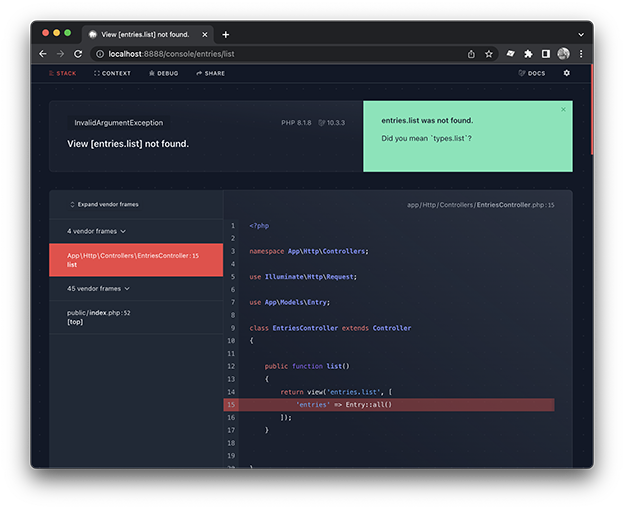 View [entries.list] not found.
localhost:8888/console/entries/list
STACK CONTEXT DEBUG SHARE DOCS
InvalidArgumentException PHP 8.1.8 10.3.3
View [entries.list] not found.
entries.list was not found.
Did you mean `types.list`?
Expand vendor frames
4 vendor frames
App\Http\Controllers\EntriesController:15
list
45 vendor frames
public/index.php:52
[top]
app/Http/Controllers/EntriesController.php:15
1 <?php
2
3 namespace App\Http\Controllers;
4
5 use Illuminate\Http\Request;
6
7 use App\Models\Entry;
8
9 class EntriesController extends Controller
10 {
11
12 public function list()
13 {
14 return view('entries.list', [
15 'entries' => Entry::all()
16 ]);
17 }
18
19
20 }